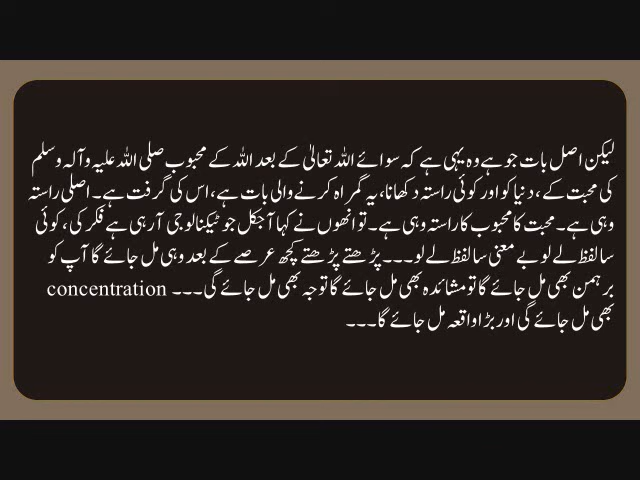 لیکن اصل بات جو ہے وہ یہی ہے کہ سوائے اللہ تعالیٰ کے بعد اللہ کے محبوب صلی اللہ علیہ وآلہ وسلم
کی محبت کے، دنیا کو اور کوئی راستہ دکھانا، یہ گمراہ کرنے والی بات ہے، اس کی گرفت ہے۔ اصلی راستہ
وہی ہے۔ محبت کا محبوب کا راستہ وہی ہے۔ تو انھوں نے کہا آجکل جو ٹیکنالوجی آرہی ہے فکر کی، کوئی
سا لفظ لے لو بے معنی سا لفظ لے لو۔۔۔ پڑھتے پڑھتے کچھ عرصے کے بعد وہی مل جائے گا آپ کو
برہمن بھی مل جائے گا تو مشائدہ بھی مل جائے گا توجہ بھی مل جائے گی۔۔۔ concentration
بھی مل جائے گی اور بڑا واقعہ مل جائے گا۔۔۔